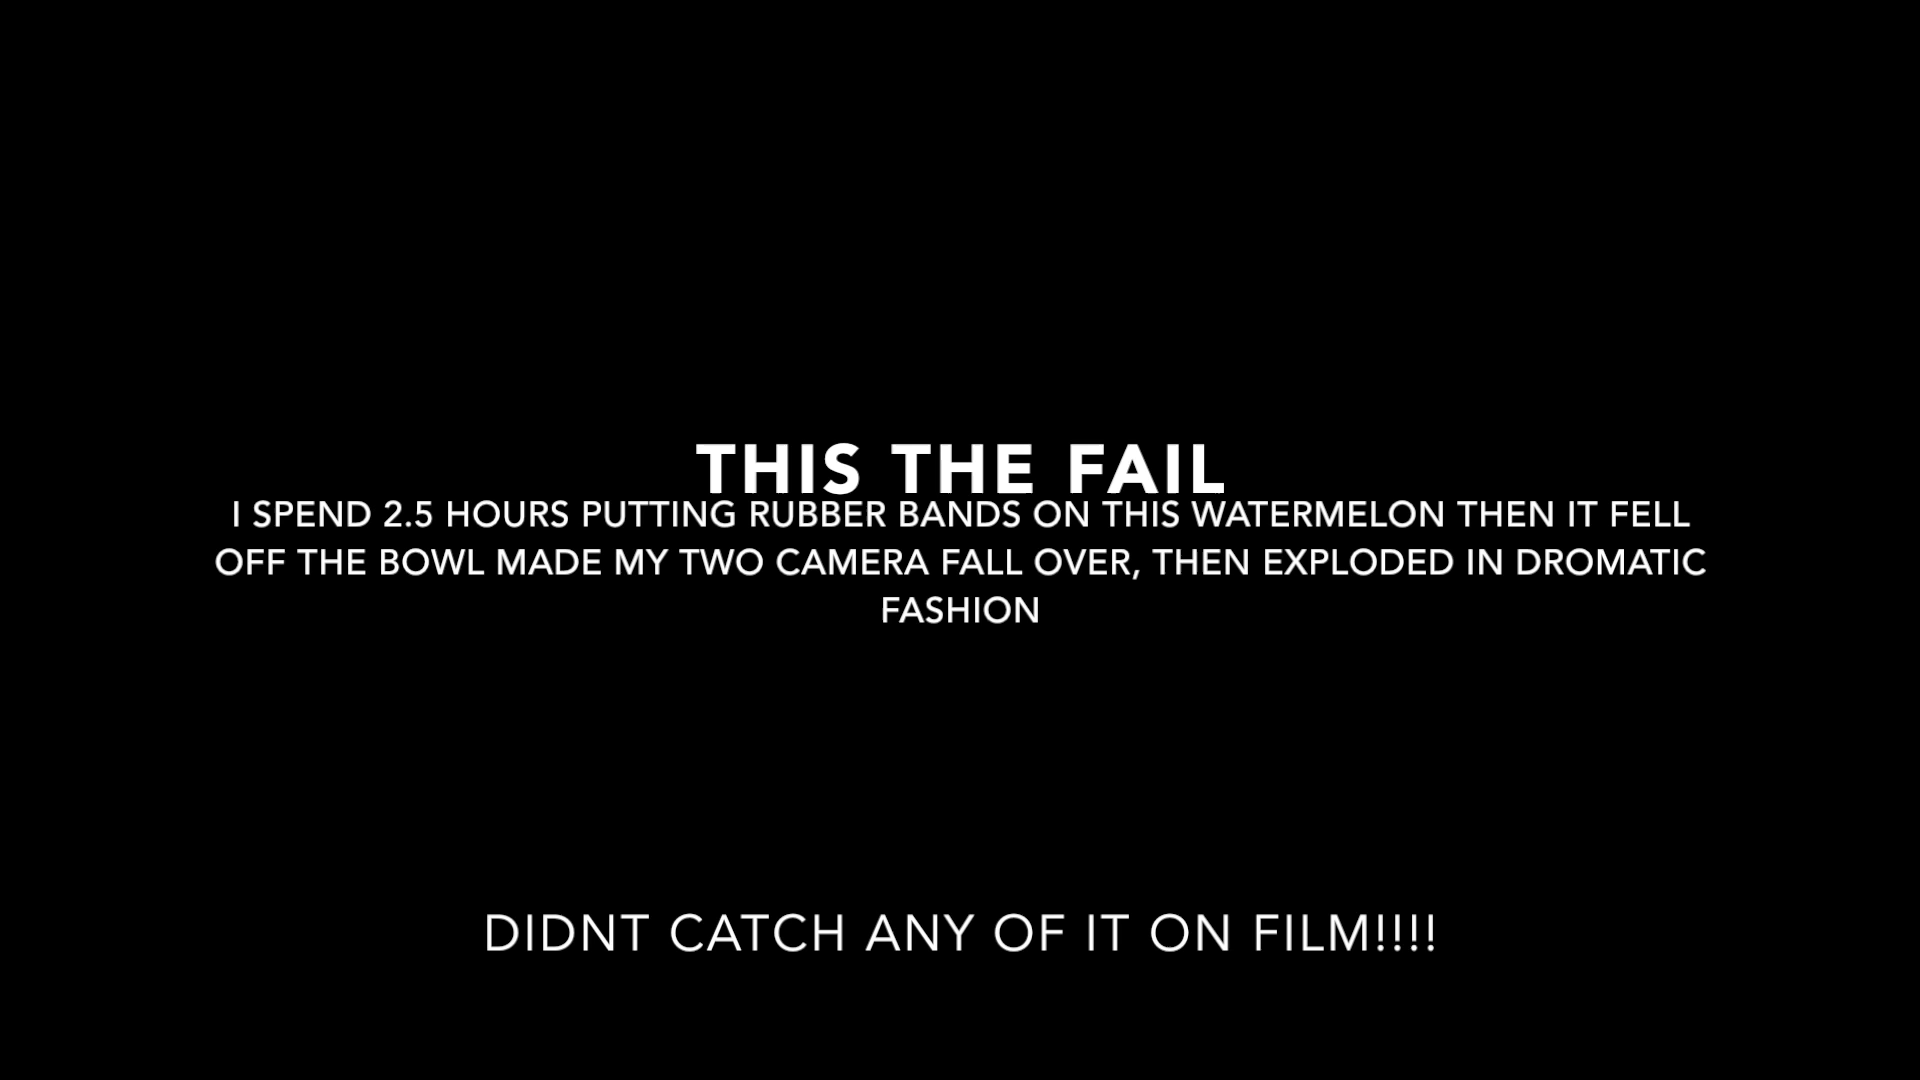 THIS THE FAIL
I SPEND 2.5 HOURS PUTTING RUBBER BANDS ON THIS WATERMELON THEN IT FELL
OFF THE BOWL MADE MY TWO CAMERA FALL OVER, THEN EXPLODED IN DROMATIC
FASHION
DIDNT CATCH ANY OF IT ON FILM!!!!